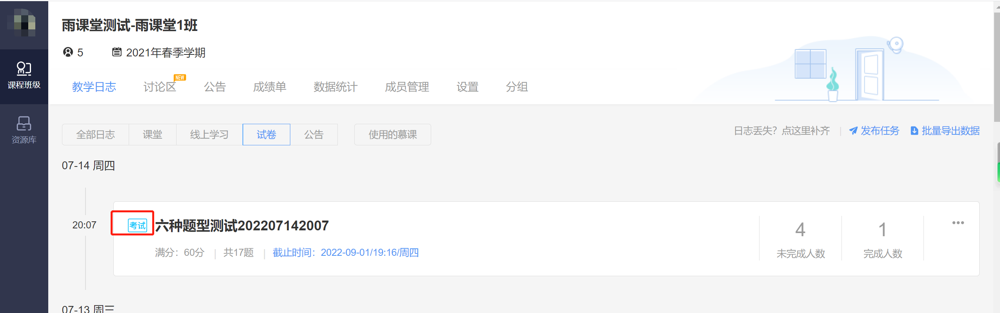 雨课堂测试-雨课堂1班
5 2021年春季学期
课程班级
资源库
教学日志 讨论区 NEW 公告 成绩单 数据统计 成员管理 设置 分组
全部日志 课堂 线上学习 试卷 公告 使用的慕课 日志丢失？点这里补齐 | 发布任务 批量导出数据
07-14 周四
20:07 考试 六种题型测试202207142007
满分：60分 | 共17题 | 截止时间：2022-09-01/19:16/周四
4 未完成人数
1 完成人数
07-13 周三